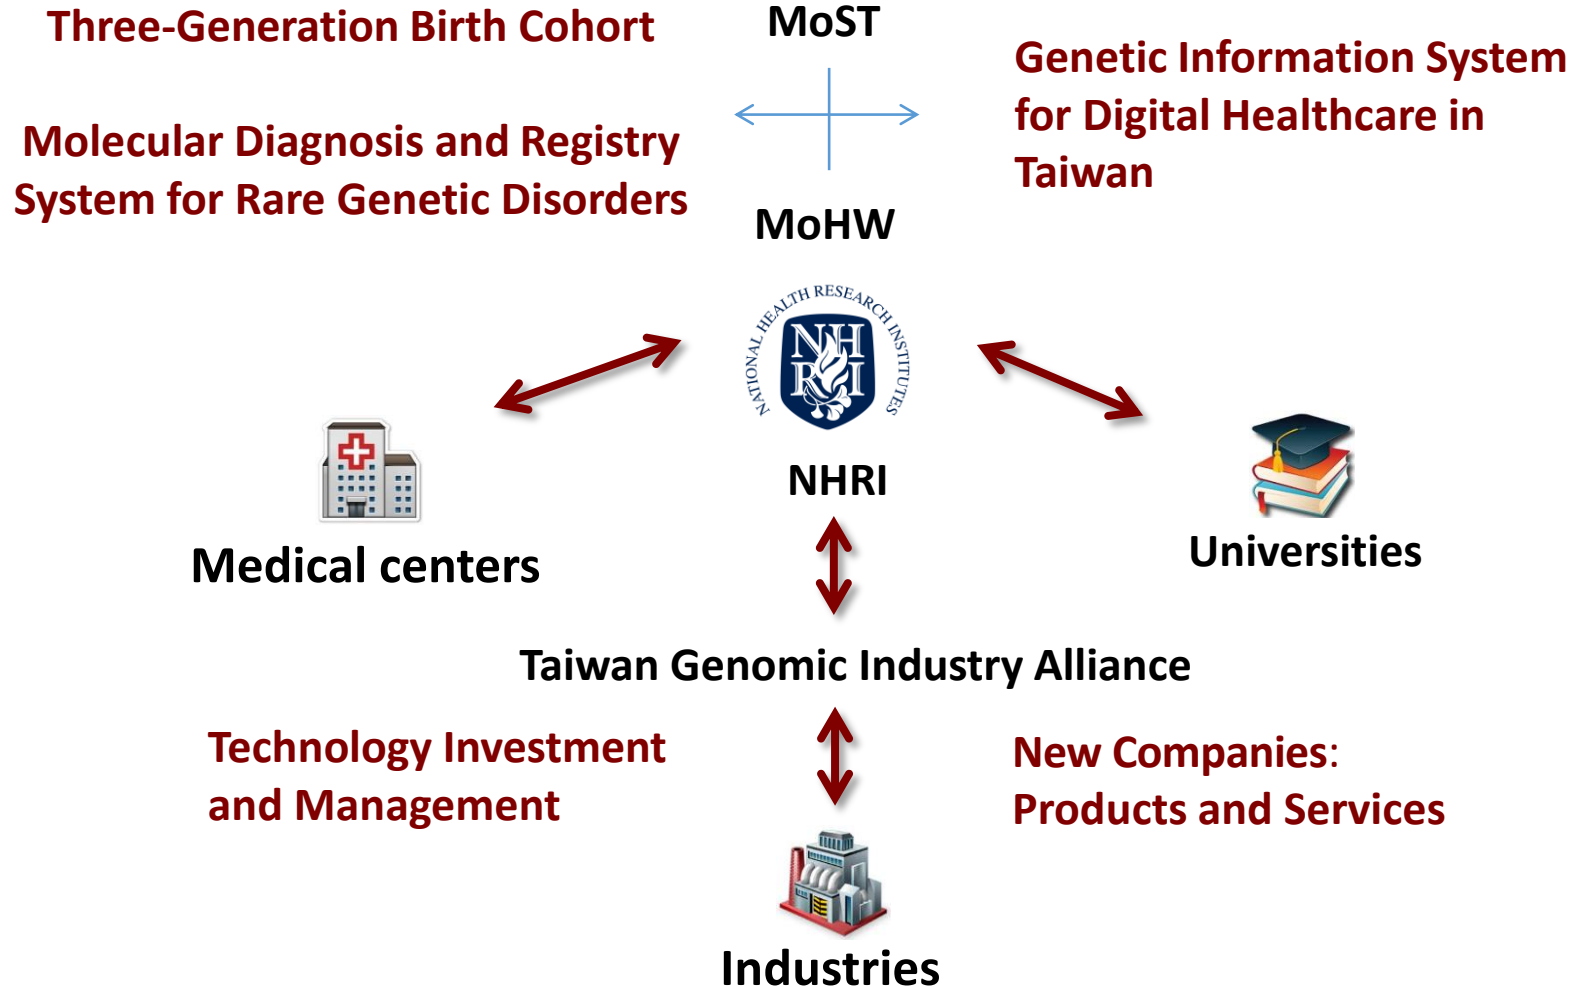 Three-Generation Birth Cohort
Molecular Diagnosis and Registry
System for Rare Genetic Disorders
MoST
MoHW
Genetic Information System
for Digital Healthcare in
Taiwan
NATIONAL HEALTH RESEARCH INSTITUTES
NH
RI
NHRI
Medical centers
Universities
Taiwan Genomic Industry Alliance
Technology Investment
and Management
New Companies:
Products and Services
Industries